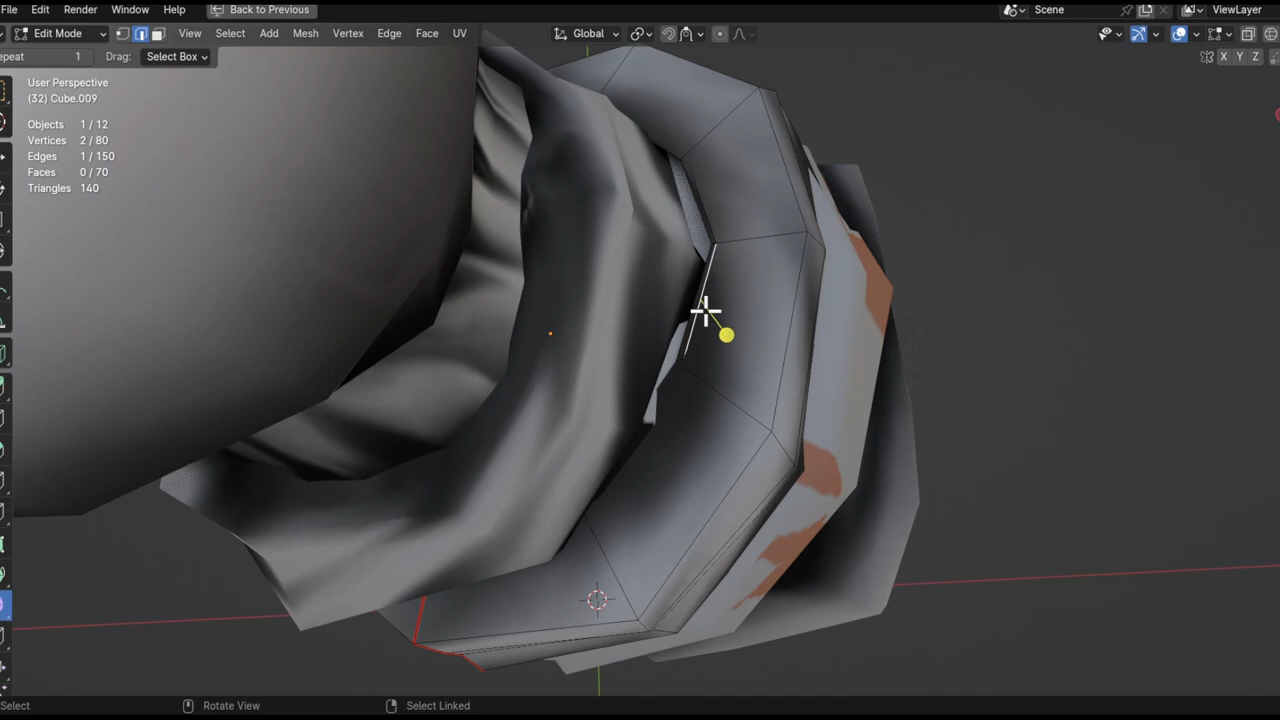 File Edit Render Window Help Back to Previous Scene ViewLayer
Edit Mode View Select Add Mesh Vertex Edge Face UV Global
epeat 1 Drag: Select Box X Y Z
User Perspective
(32) Cube.009
Objects 1 / 12
Vertices 2 / 80
Edges 1 / 150
Faces 0 / 70
Triangles 140
Select Rotate View Select Linked